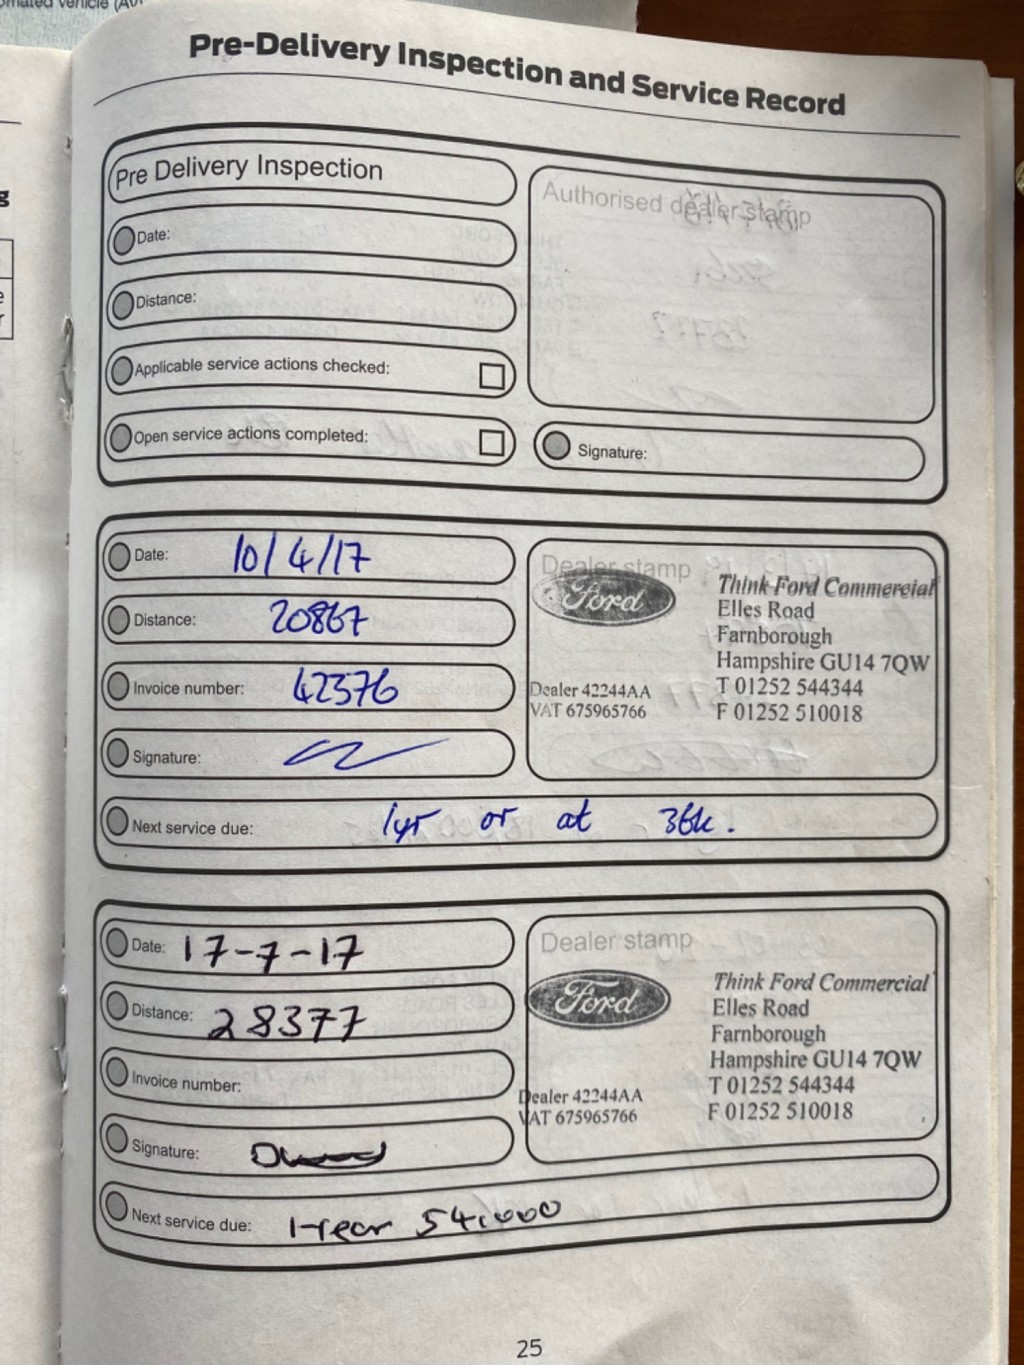 Pre-Delivery Inspection and Service Record
Pre Delivery Inspection
Date:
Distance:
Applicable service actions checked:
Open service actions completed:
Authorised dealer stamp
Signature:
Date: 10/4/17
Distance: 20867
Invoice number: 42376
Signature:
Next service due: 1yr or at 36k.
Dealer stamp
Ford
Think Ford Commercial
Elles Road
Farnborough
Hampshire GU14 7QW
T 01252 544344
F 01252 510018
Dealer 42244AA
VAT 675965766
Date: 17-7-17
Distance: 28377
Invoice number:
Signature:
Next service due: 1-Year 54,000
Dealer stamp
Ford
Think Ford Commercial
Elles Road
Farnborough
Hampshire GU14 7QW
T 01252 544344
F 01252 510018
Dealer 42244AA
VAT 675965766
25